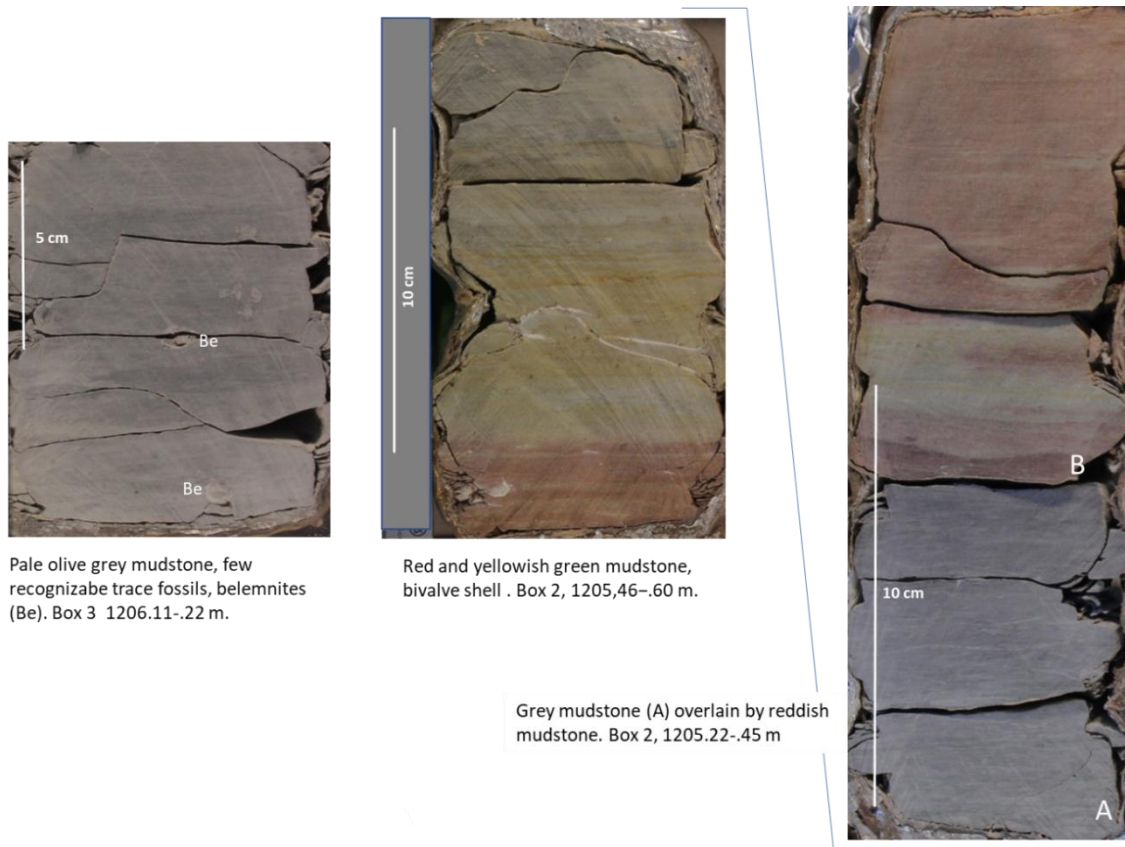 5 cm
Be
Be
Pale olive grey mudstone, few
recognizabe trace fossils, belemnites
(Be). Box 3  1206.11-.22 m.
10 cm
Red and yellowish green mudstone,
bivalve shell . Box 2, 1205,46–.60 m.
B
10 cm
A
Grey mudstone (A) overlain by reddish
mudstone. Box 2, 1205.22-.45 m